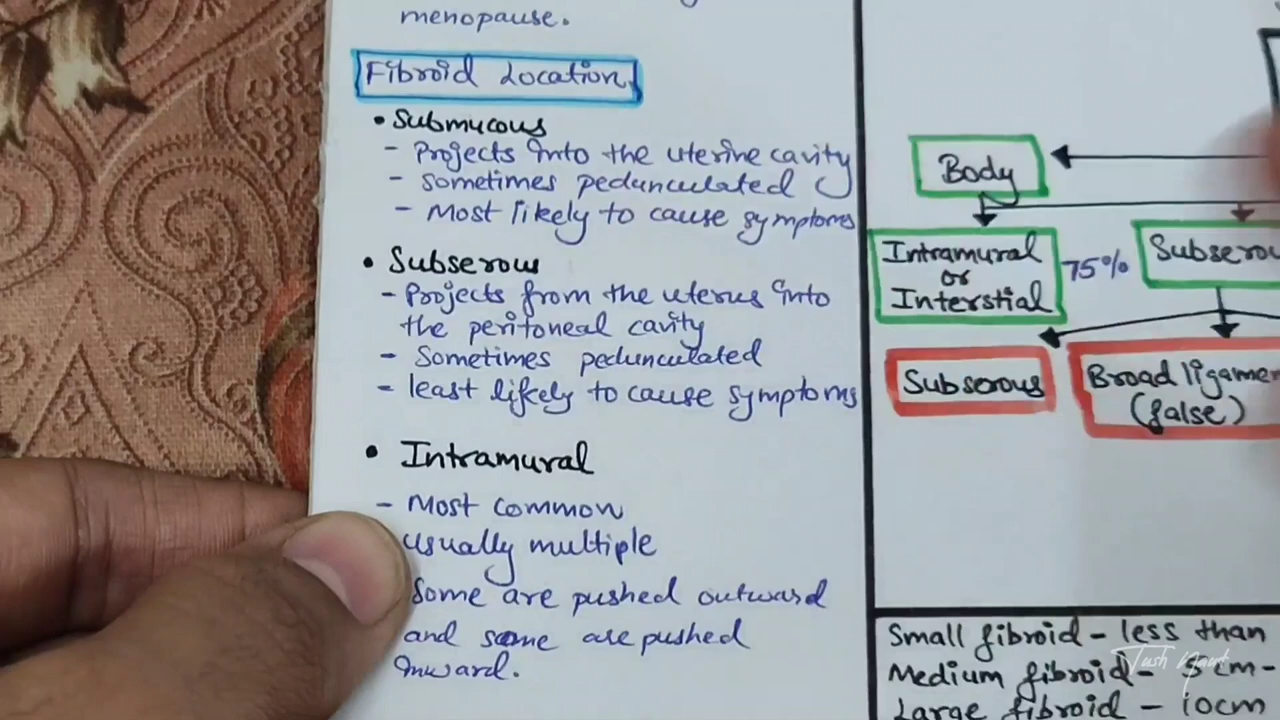 menopause.
Fibroid Location
• Submucous
- Projects into the uterine cavity
- sometimes pedunculated
- Most likely to cause symptoms
• Subserous
- Projects from the uterus into
the peritoneal cavity
- Sometimes pedunculated
- least likely to cause symptoms
• Intramural
- Most common
usually multiple
Some are pushed outward
and some are pushed
inward.
Body
Intramural
or
Interstial
75%
Subserou
Subserous
Broad ligamen
(false)
Small fibroid - less than
Medium fibroid - 5cm-
Large fibroid - 10cm